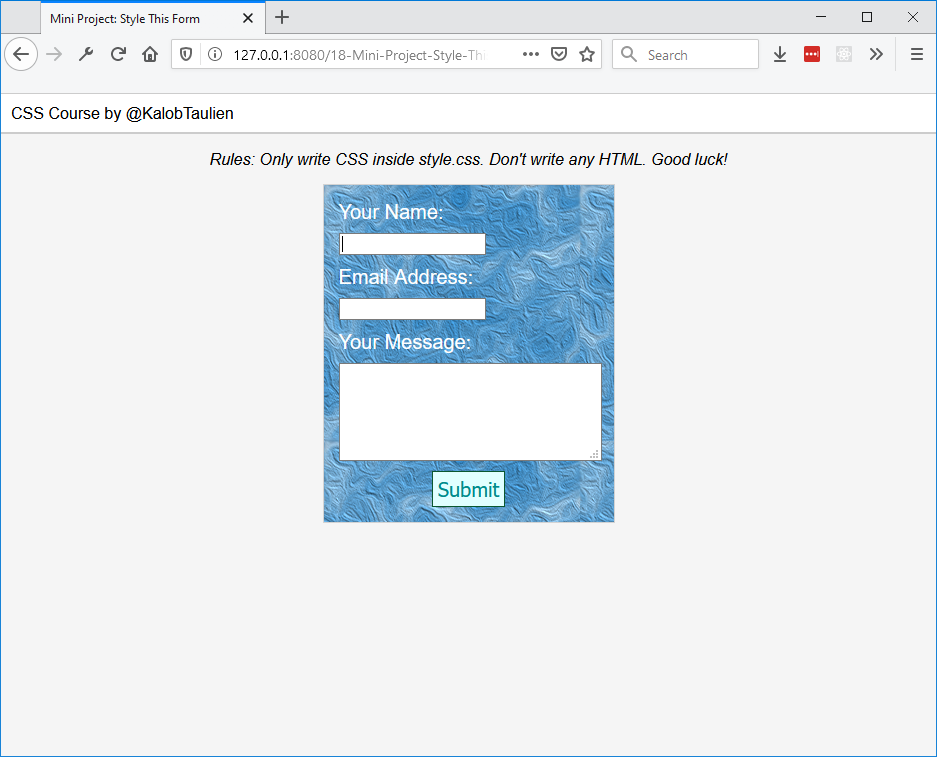 Mini Project: Style This Form
127.0.0.1:8080/18-Mini-Project-Style-Thi
Search
CSS Course by @KalobTaulien
Rules: Only write CSS inside style.css. Don't write any HTML. Good luck!
Your Name:
Email Address:
Your Message:
Submit